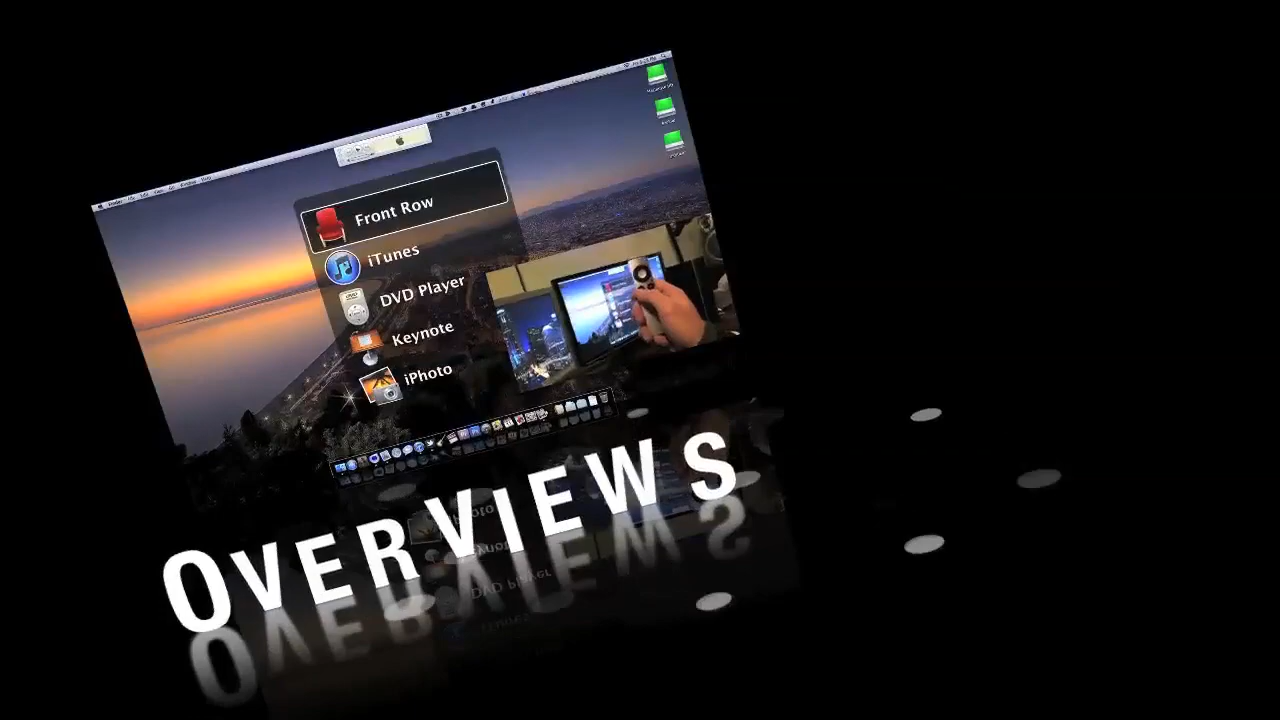 Front Row
iTunes
DVD Player
Keynote
iPhoto
OVERVIEWS